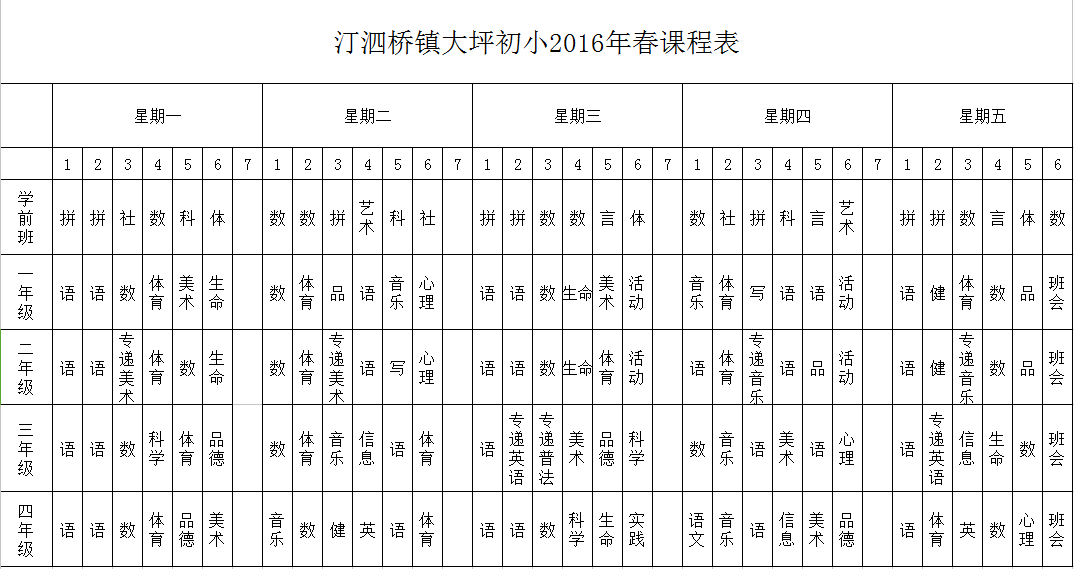 汀泗桥镇大坪初小2016年春课程表
星期一 星期二 星期三 星期四 星期五
1 2 3 4 5 6 7 1 2 3 4 5 6 7 1 2 3 4 5 6 7 1 2 3 4 5 6 7 1 2 3 4 5 6
学前班 拼 拼 社 数 科 体 数 数 拼 艺术 科 社 拼 拼 数 数 言 体 数 社 拼 科 言 艺术 拼 拼 数 言 体 数
一年级 语 语 数 体育 美术 生命 数 体育 品 语 音乐 心理 语 语 数 生命 美术 活动 音乐 体育 写 语 语 活动 语 健 体育 数 品 班会
二年级 语 语 专递美术 体育 数 生命 数 体育 专递美术 语 写 心理 语 语 数 生命 体育 活动 语 体育 专递音乐 语 品 活动 语 健 专递音乐 数 品 班会
三年级 语 语 数 科学 体育 品德 数 体育 音乐 信息 语 体育 语 专递英语 专递普法 美术 品德 科学 数 音乐 语 美术 语 心理 语 专递英语 信息 生命 数 班会
四年级 语 语 数 体育 品德 美术 音乐 数 健 英 语 体育 语 语 数 科学 生命 实践 语文 音乐 语 信息 美术 品德 语 体育 英 数 心理 班会